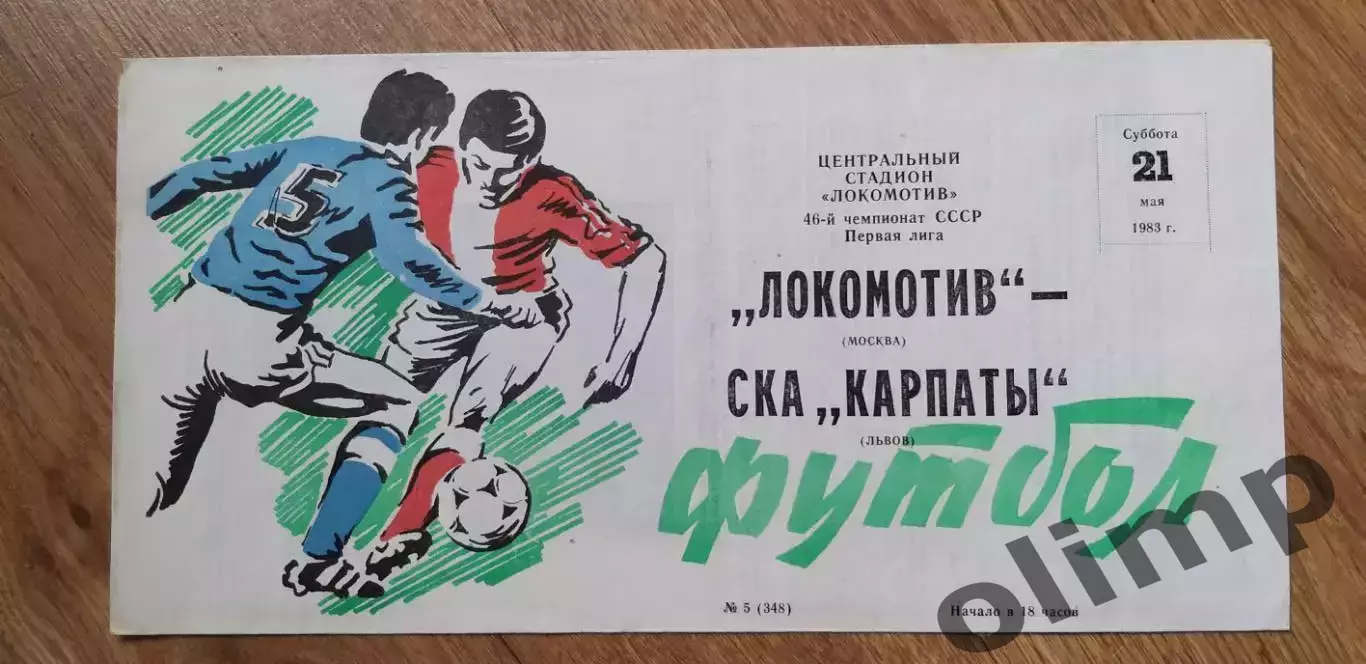 5
ЦЕНТРАЛЬНЫЙ
СТАДИОН
«ЛОКОМОТИВ»
46-й чемпионат СССР
Первая лига
Суббота
21
мая
1983 г.
„ЛОКОМОТИВ“ —
(МОСКВА)
СКА „КАРПАТЫ“
(ЛЬВОВ)
футбол
№ 5 (348)
Начало в 18 часов
olimp